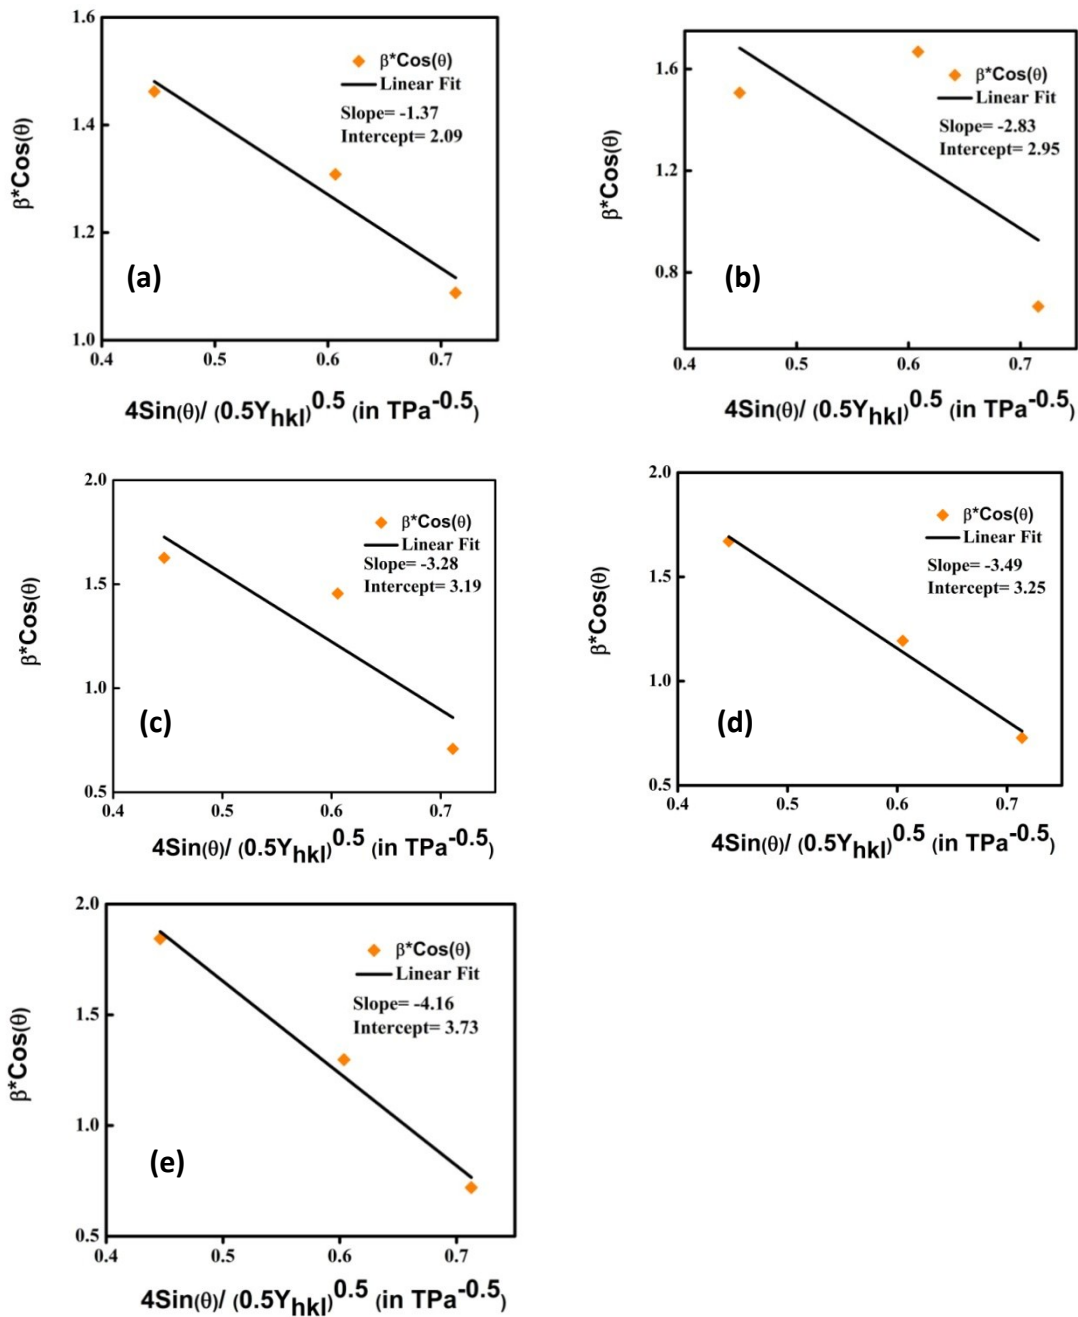 1.6
1.4
1.2
1.0
0.4
0.5
0.6
0.7
β*Cos(θ)
β*Cos(θ)
Linear Fit
Slope= -1.37
Intercept= 2.09
(a)
4Sin(θ)/ (0.5Yhkl)^0.5 (in TPa^-0.5)
1.6
1.2
0.8
0.4
0.5
0.6
0.7
β*Cos(θ)
β*Cos(θ)
Linear Fit
Slope= -2.83
Intercept= 2.95
(b)
4Sin(θ)/ (0.5Yhkl)^0.5 (in TPa^-0.5)
2.0
1.5
1.0
0.5
0.4
0.5
0.6
0.7
β*Cos(θ)
β*Cos(θ)
Linear Fit
Slope= -3.28
Intercept= 3.19
(c)
4Sin(θ)/ (0.5Yhkl)^0.5 (in TPa^-0.5)
2.0
1.5
1.0
0.5
0.4
0.5
0.6
0.7
β*Cos(θ)
β*Cos(θ)
Linear Fit
Slope= -3.49
Intercept= 3.25
(d)
4Sin(θ)/ (0.5Yhkl)^0.5 (in TPa^-0.5)
2.0
1.5
1.0
0.5
0.4
0.5
0.6
0.7
β*Cos(θ)
β*Cos(θ)
Linear Fit
Slope= -4.16
Intercept= 3.73
(e)
4Sin(θ)/ (0.5Yhkl)^0.5 (in TPa^-0.5)